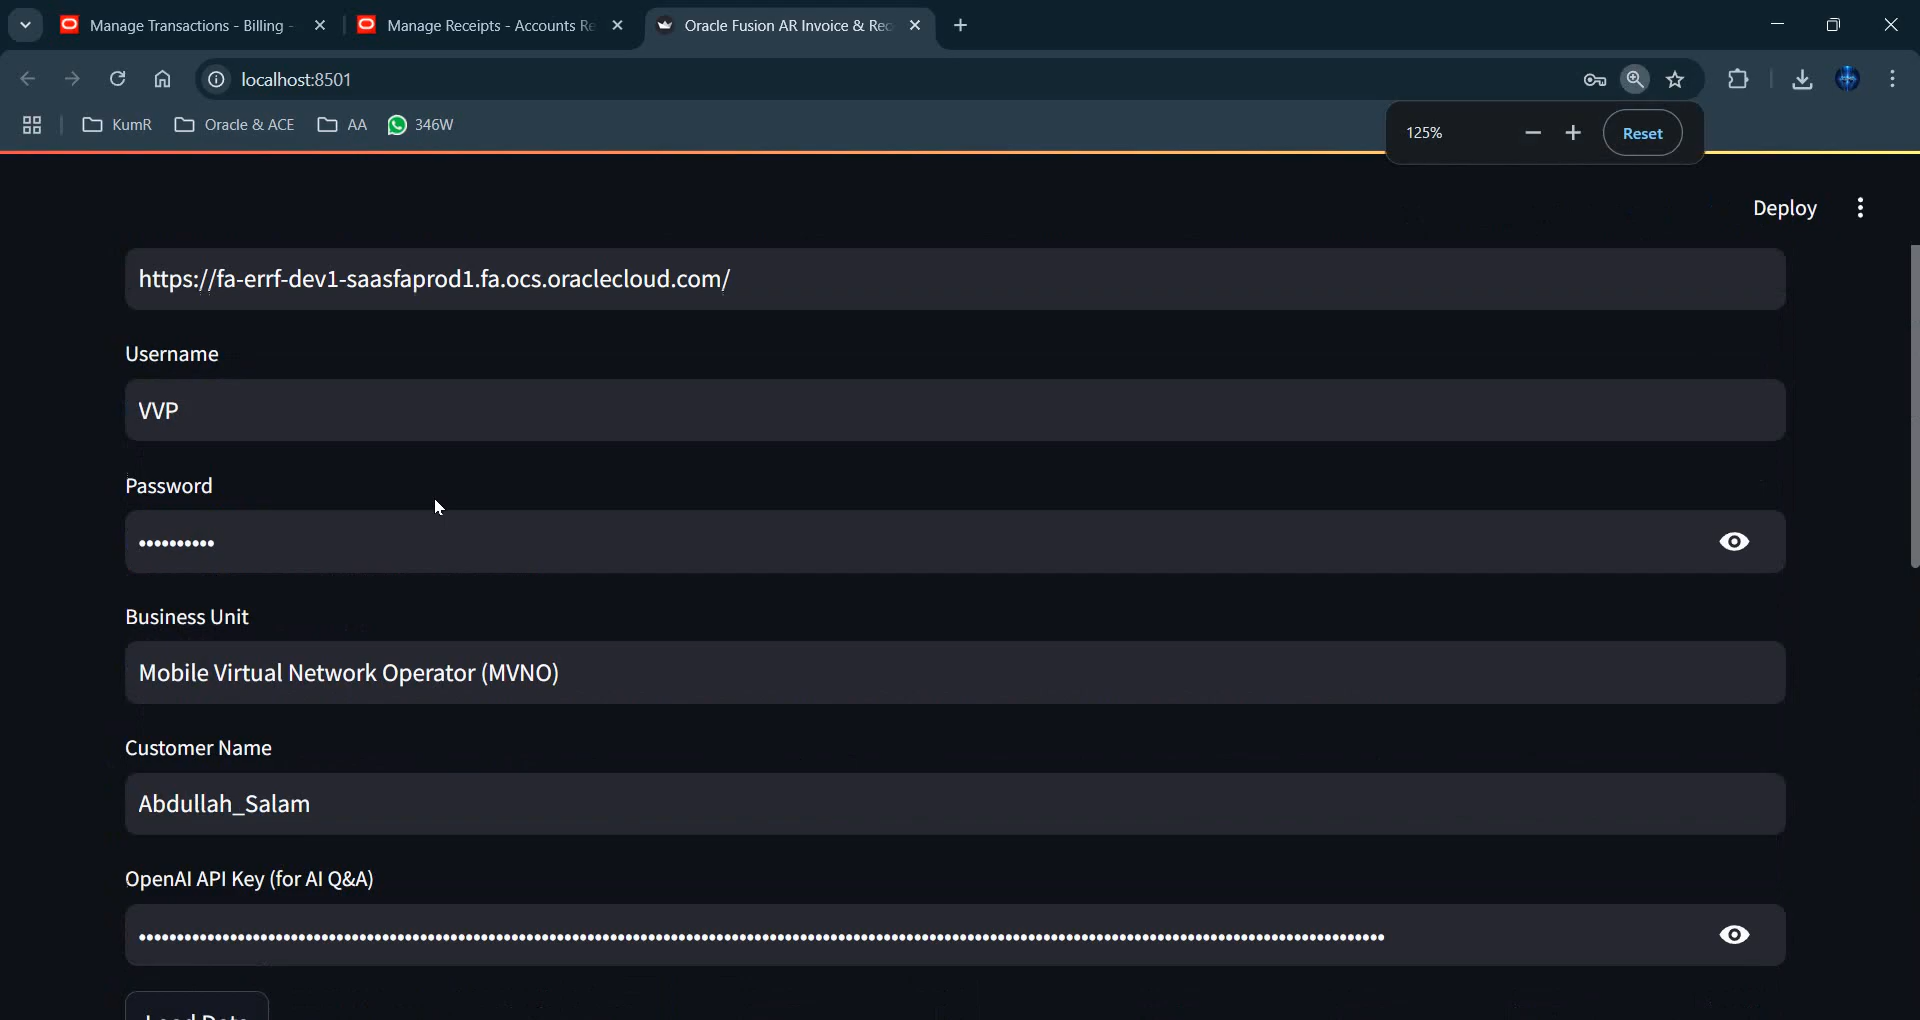 Manage Transactions - Billing -
Manage Receipts - Accounts Re
Oracle Fusion AR Invoice & Rec
localhost:8501
KumR
Oracle & ACE
AA
346W
125%
Reset
Deploy
https://fa-errf-dev1-saasfaprod1.fa.ocs.oraclecloud.com/
Username
VVP
Password
Business Unit
Mobile Virtual Network Operator (MVNO)
Customer Name
Abdullah_Salam
OpenAI API Key (for AI Q&A)
Load Data